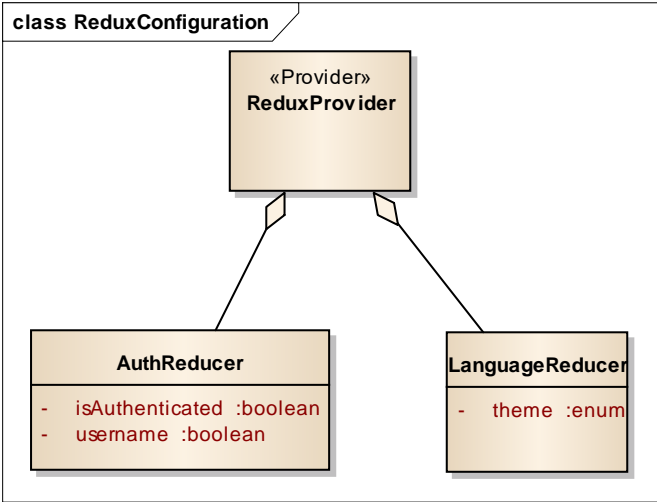 class ReduxConfiguration
«Provider»
ReduxProvider
AuthReducer
- isAuthenticated :boolean
- username :boolean
LanguageReducer
- theme :enum